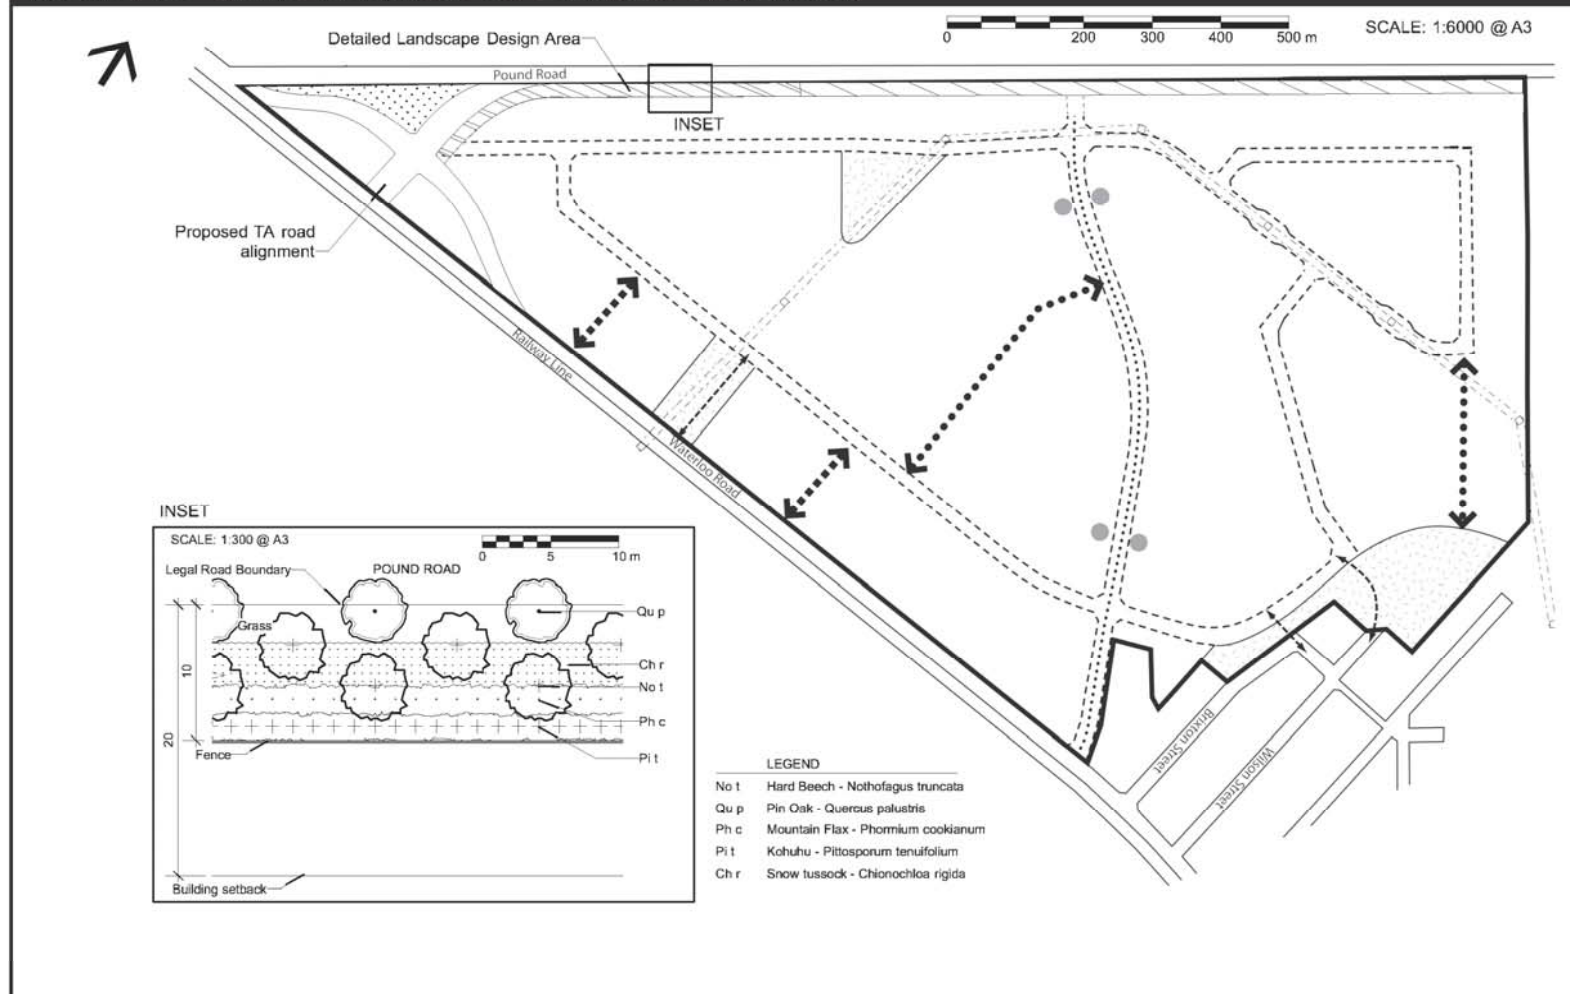 0 200 300 400 500 m
SCALE: 1:6000 @ A3
Detailed Landscape Design Area
Pound Road
INSET
Proposed TA road
alignment
Railway Line
Waterloo Road
Brixton Street
Wilson Street
INSET
SCALE: 1:300 @ A3
0 5 10 m
Legal Road Boundary
POUND ROAD
Qu p
Grass
Ch r
10
No t
Ph c
20
Fence
Pi t
Building setback
LEGEND
No t Hard Beech - Nothofagus truncata
Qu p Pin Oak - Quercus palustris
Ph c Mountain Flax - Phormium cookianum
Pi t Kohuhu - Pittosporum tenuifolium
Ch r Snow tussock - Chionochloa rigida